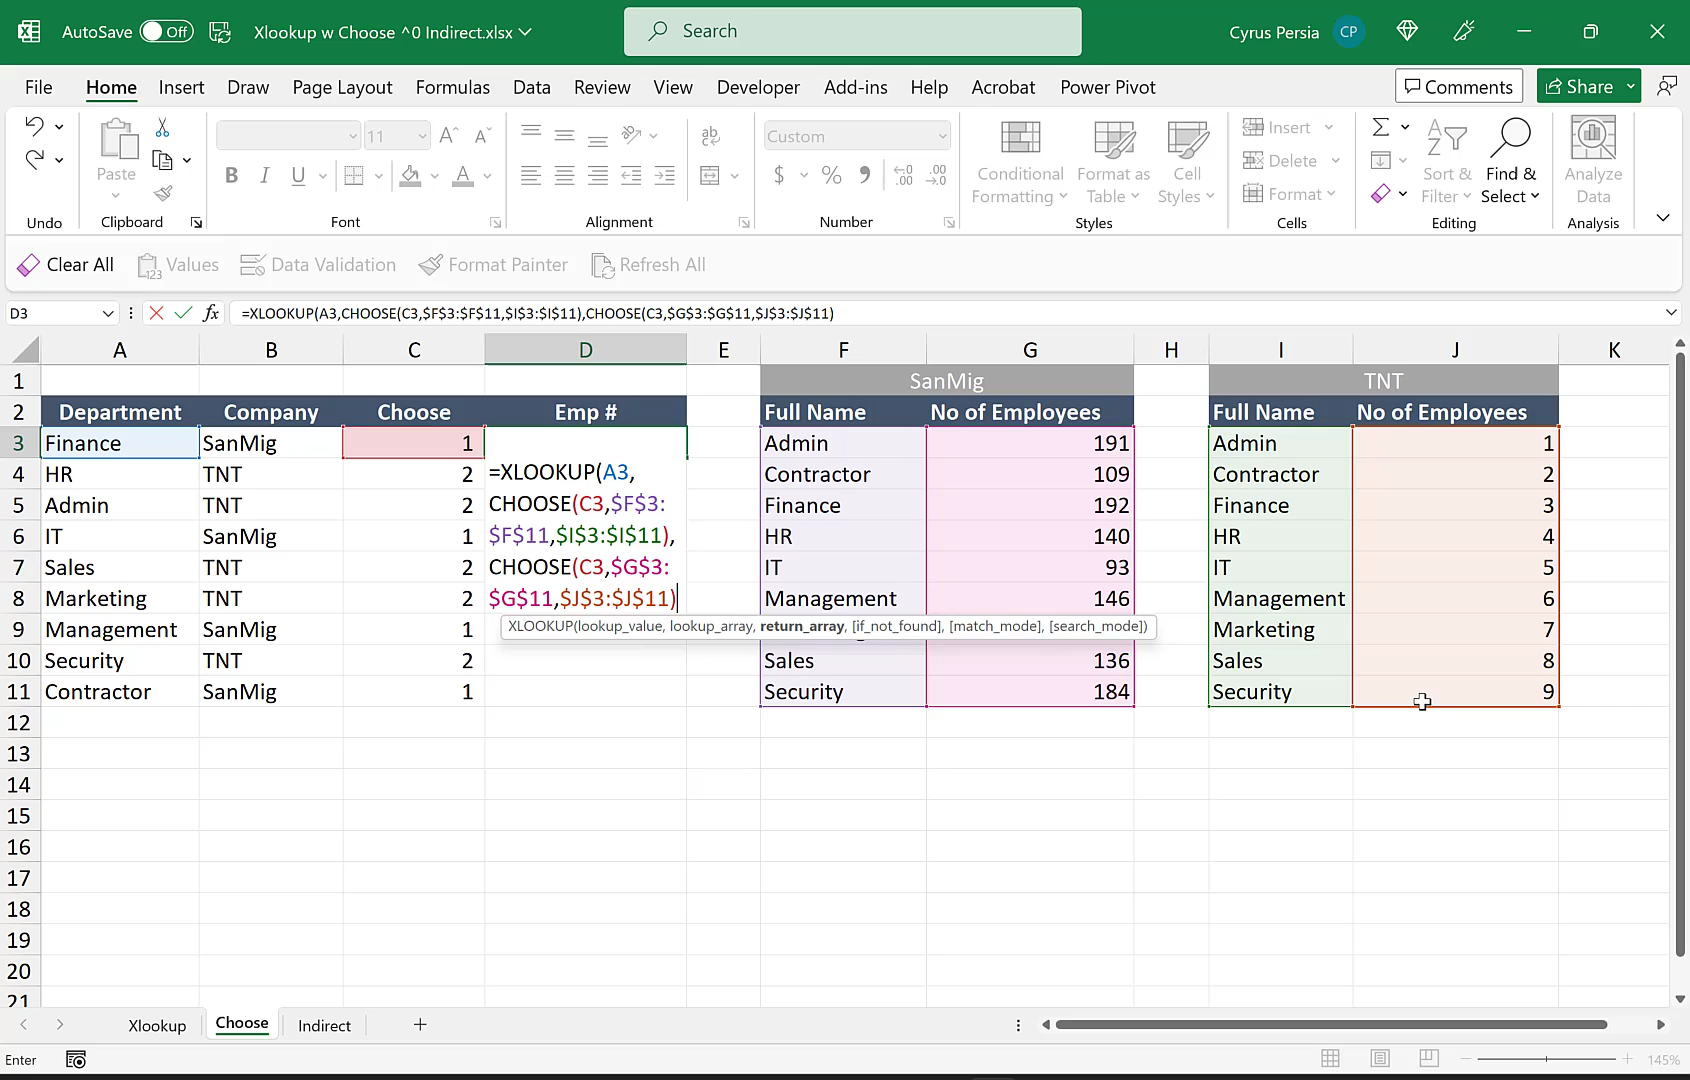 AutoSave Off Xlookup w Choose ^0 Indirect.xlsx Search Cyrus Persia CP
File Home Insert Draw Page Layout Formulas Data Review View Developer Add-ins Help Acrobat Power Pivot Comments Share
Undo
Paste
Clipboard
11
B I U A
Font
ab
Alignment
Custom
$ % 9 .00
Number
Conditional Formatting
Format as Table
Cell Styles
Styles
Insert
Delete
Format
Cells
Sort & Filter
Find & Select
Editing
Analyze Data
Analysis
Clear All Values Data Validation Format Painter Refresh All
D3 fx =XLOOKUP(A3,CHOOSE(C3,$F$3:$F$11,$I$3:$I$11),CHOOSE(C3,$G$3:$G$11,$J$3:$J$11)
A B C D E F G H I J K
1 SanMig TNT
2 Department Company Choose Emp # Full Name No of Employees Full Name No of Employees
3 Finance SanMig 1 Admin 191 Admin 1
4 HR TNT 2 =XLOOKUP(A3, Contractor 109 Contractor 2
5 Admin TNT 2 CHOOSE(C3,$F$3: Finance 192 Finance 3
6 IT SanMig 1 $F$11,$I$3:$I$11), HR 140 HR 4
7 Sales TNT 2 CHOOSE(C3,$G$3: IT 93 IT 5
8 Marketing TNT 2 $G$11,$J$3:$J$11) Management 146 Management 6
9 Management SanMig 1 XLOOKUP(lookup_value, lookup_array, return_array, [if_not_found], [match_mode], [search_mode]) Marketing 7
10 Security TNT 2 Sales 136 Sales 8
11 Contractor SanMig 1 Security 184 Security 9
12
13
14
15
16
17
18
19
20
21
Xlookup Choose Indirect
Enter 145%